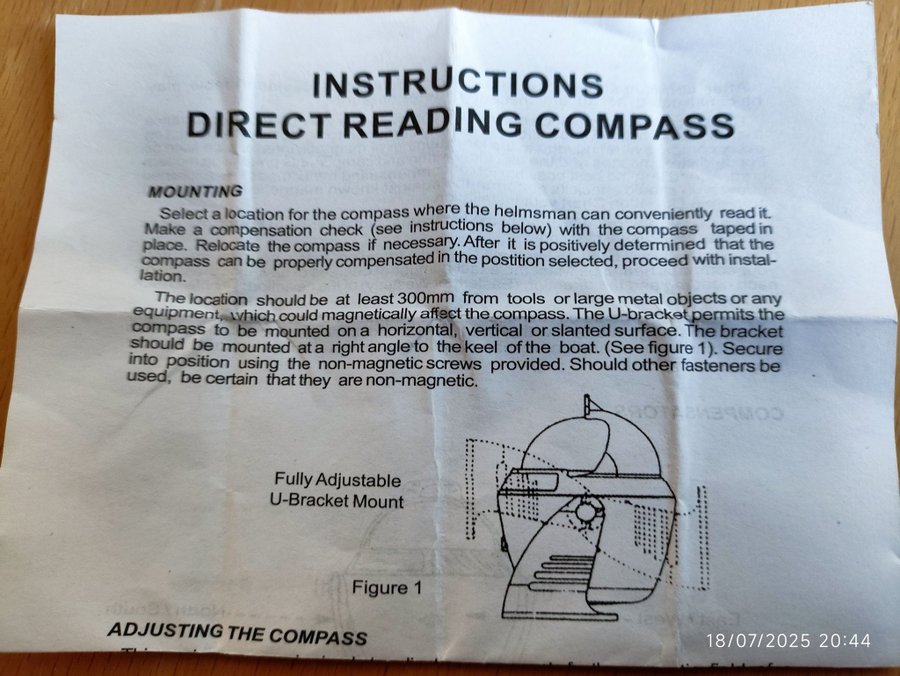 INSTRUCTIONS
DIRECT READING COMPASS
MOUNTING
Select a location for the compass where the helmsman can conveniently read it.
Make a compensation check (see instructions below) with the compass taped in
place. Relocate the compass if necessary. After it is positively determined that the
compass can be properly compensated in the postition selected, proceed with instal-
lation.
The location should be at least 300mm from tools or large metal objects or any
equipment, which could magnetically affect the compass. The U-bracket permits the
compass to be mounted on a horizontal, vertical or slanted surface. The bracket
should be mounted at a right angle to the keel of the boat. (See figure 1). Secure
into position using the non-magnetic screws provided. Should other fasteners be
used, be certain that they are non-magnetic.
COMPENSATORS
Fully Adjustable
U-Bracket Mount
Figure 1
North / South
East / West
ADJUSTING THE COMPASS
18/07/2025 20:44